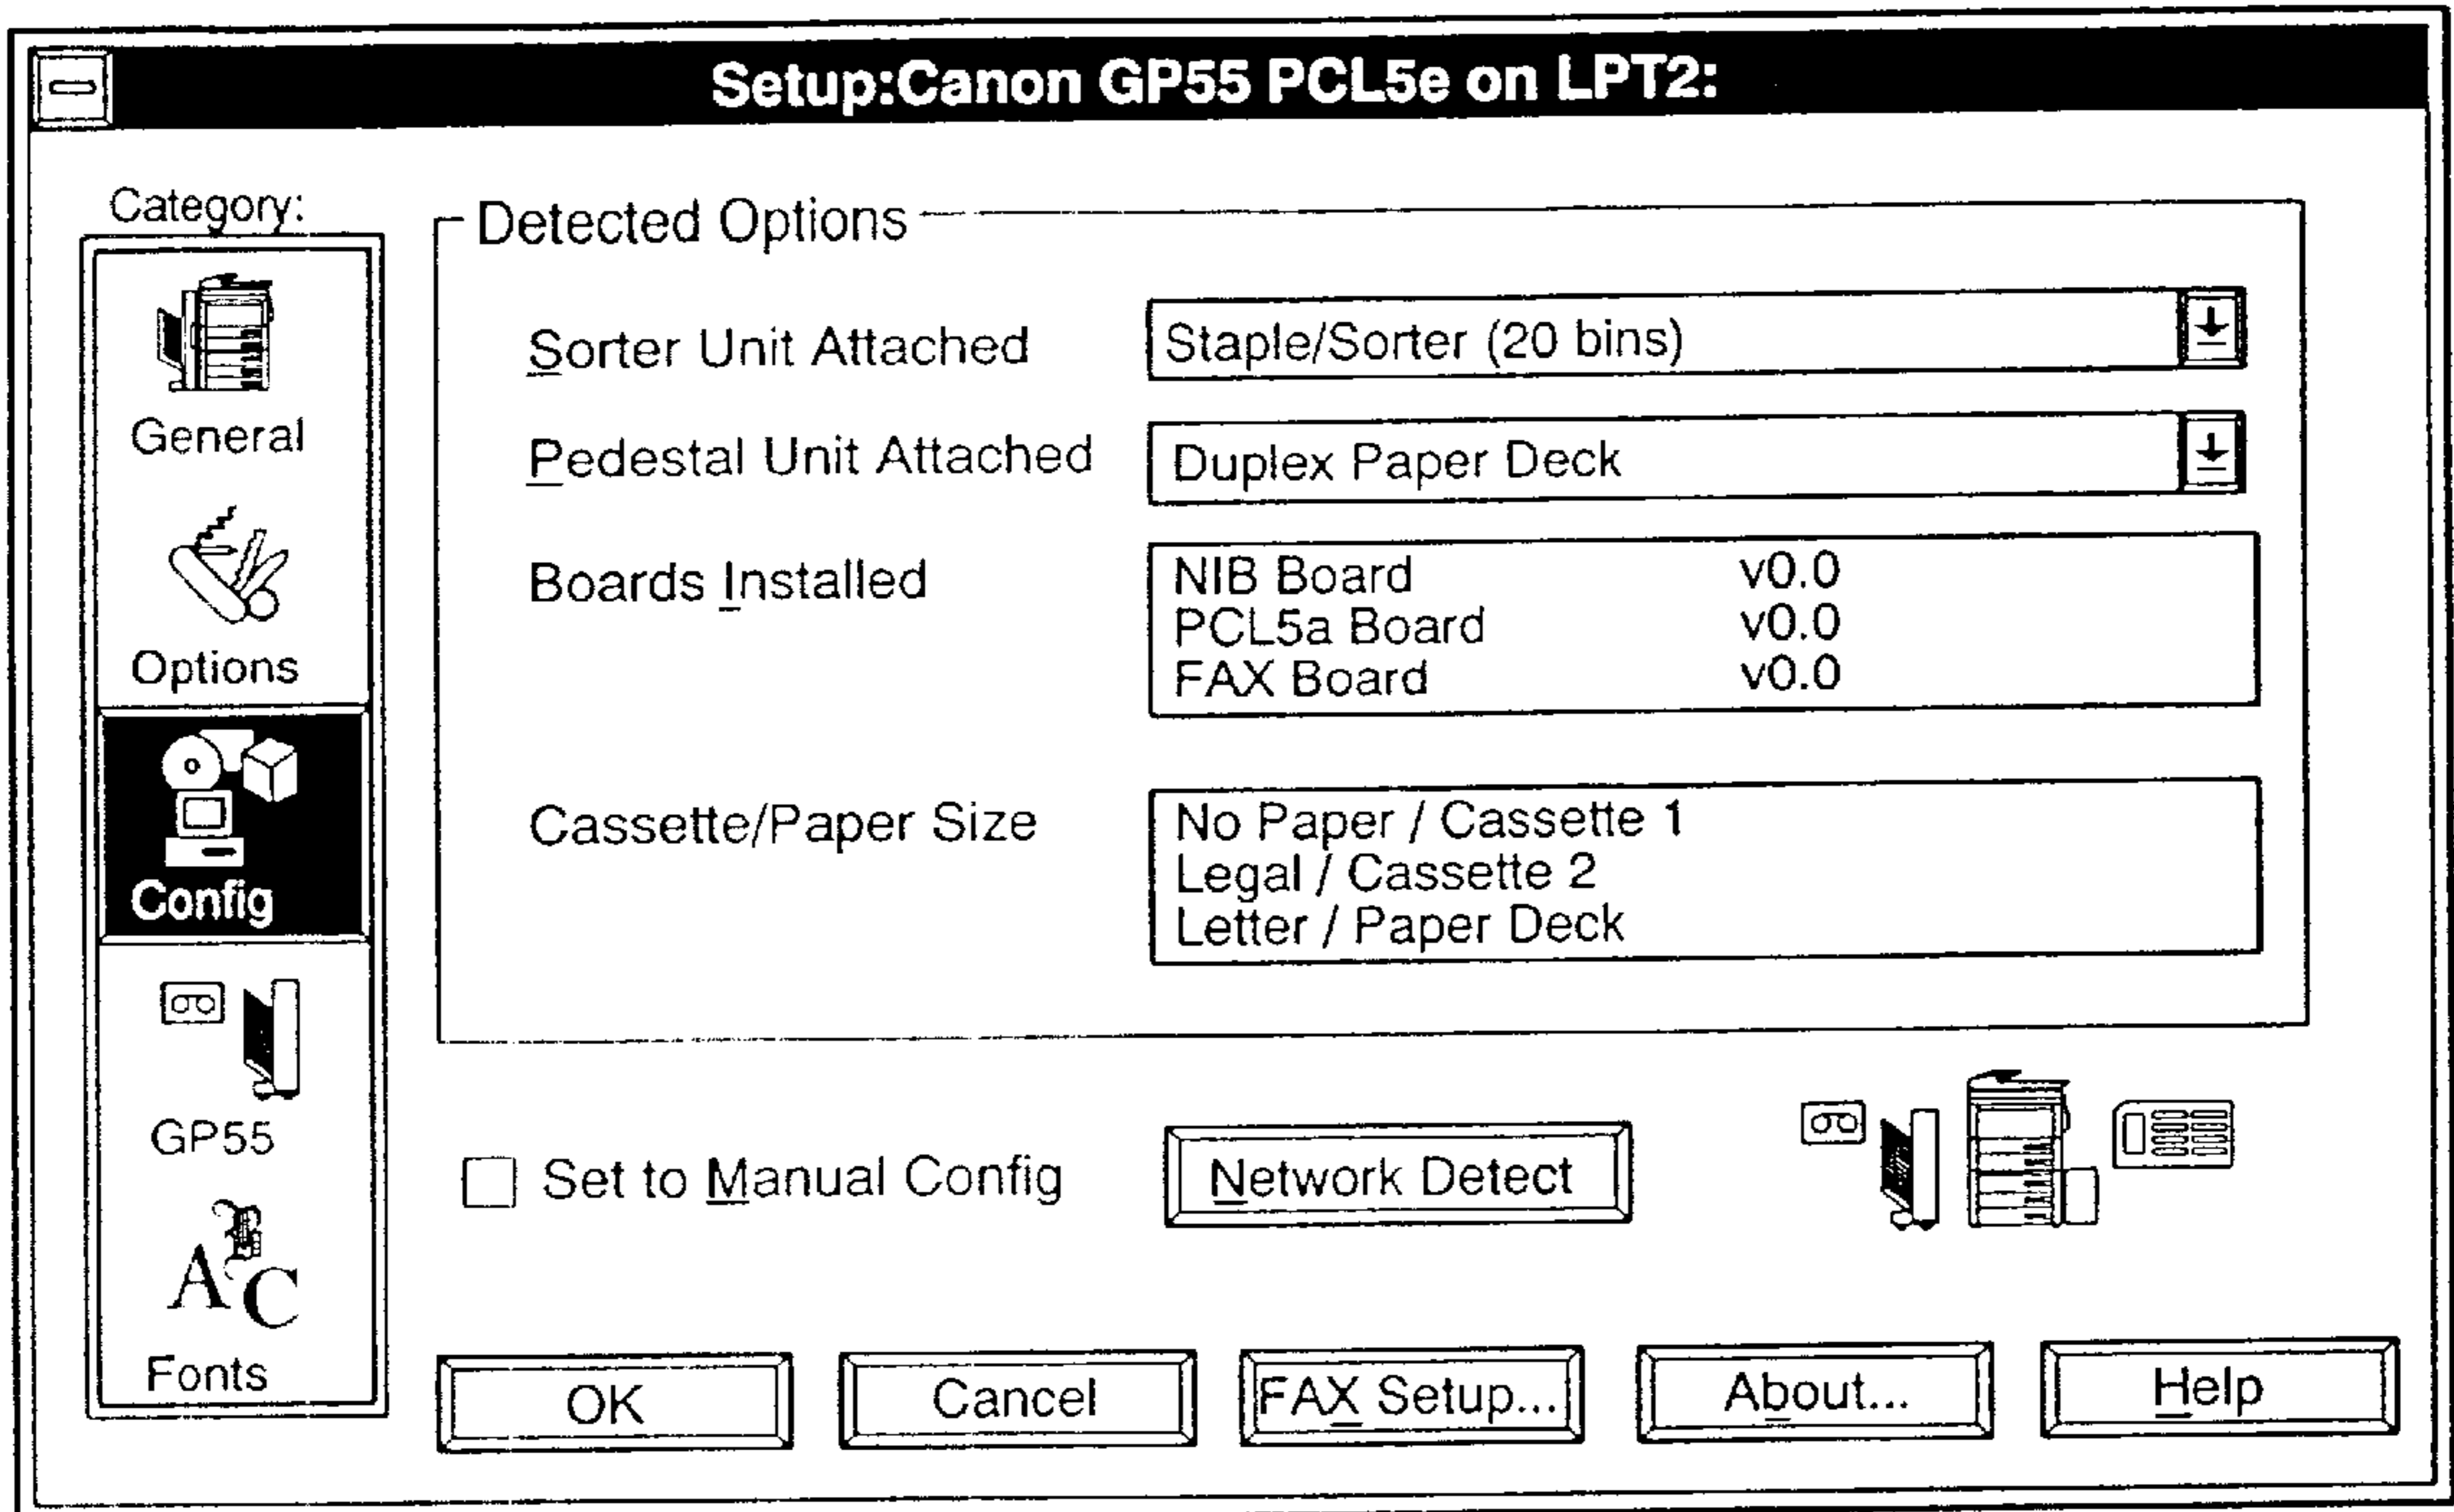 Setup:Canon GP55 PCL5e on LPT2:
Category:
General
Options
Config
GP55
A C
Fonts
Detected Options
Sorter Unit Attached
Staple/Sorter (20 bins)
Pedestal Unit Attached
Duplex Paper Deck
Boards Installed
NIB Board v0.0
PCL5a Board v0.0
FAX Board v0.0
Cassette/Paper Size
No Paper / Cassette 1
Legal / Cassette 2
Letter / Paper Deck
Set to Manual Config
Network Detect
OK
Cancel
FAX Setup...
About...
Help